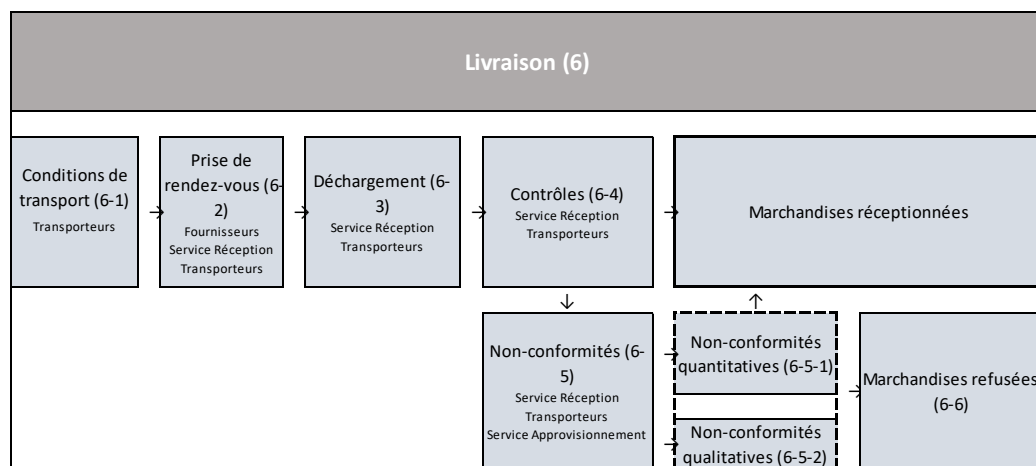 Livraison (6)
Conditions de
transport (6-1)
Transporteurs
Prise de
rendez-vous (6-
2)
Fournisseurs
Service Réception
Transporteurs
Déchargement (6-
3)
Service Réception
Transporteurs
Contrôles (6-4)
Service Réception
Transporteurs
Marchandises réceptionnées
Non-conformités (6-
5)
Service Réception
Transporteurs
Service Approvisionnement
Non-conformités
quantitatives (6-5-1)
Non-conformités
qualitatives (6-5-2)
Marchandises refusées
(6-6)